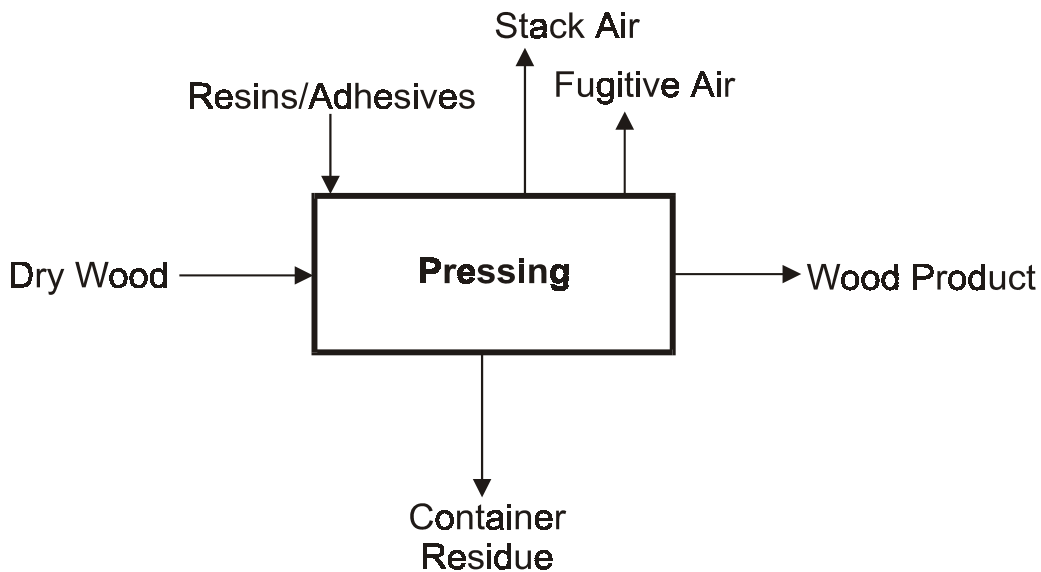 Stack Air
Fugitive Air
Resins/Adhesives
Dry Wood
Pressing
Wood Product
Container
Residue